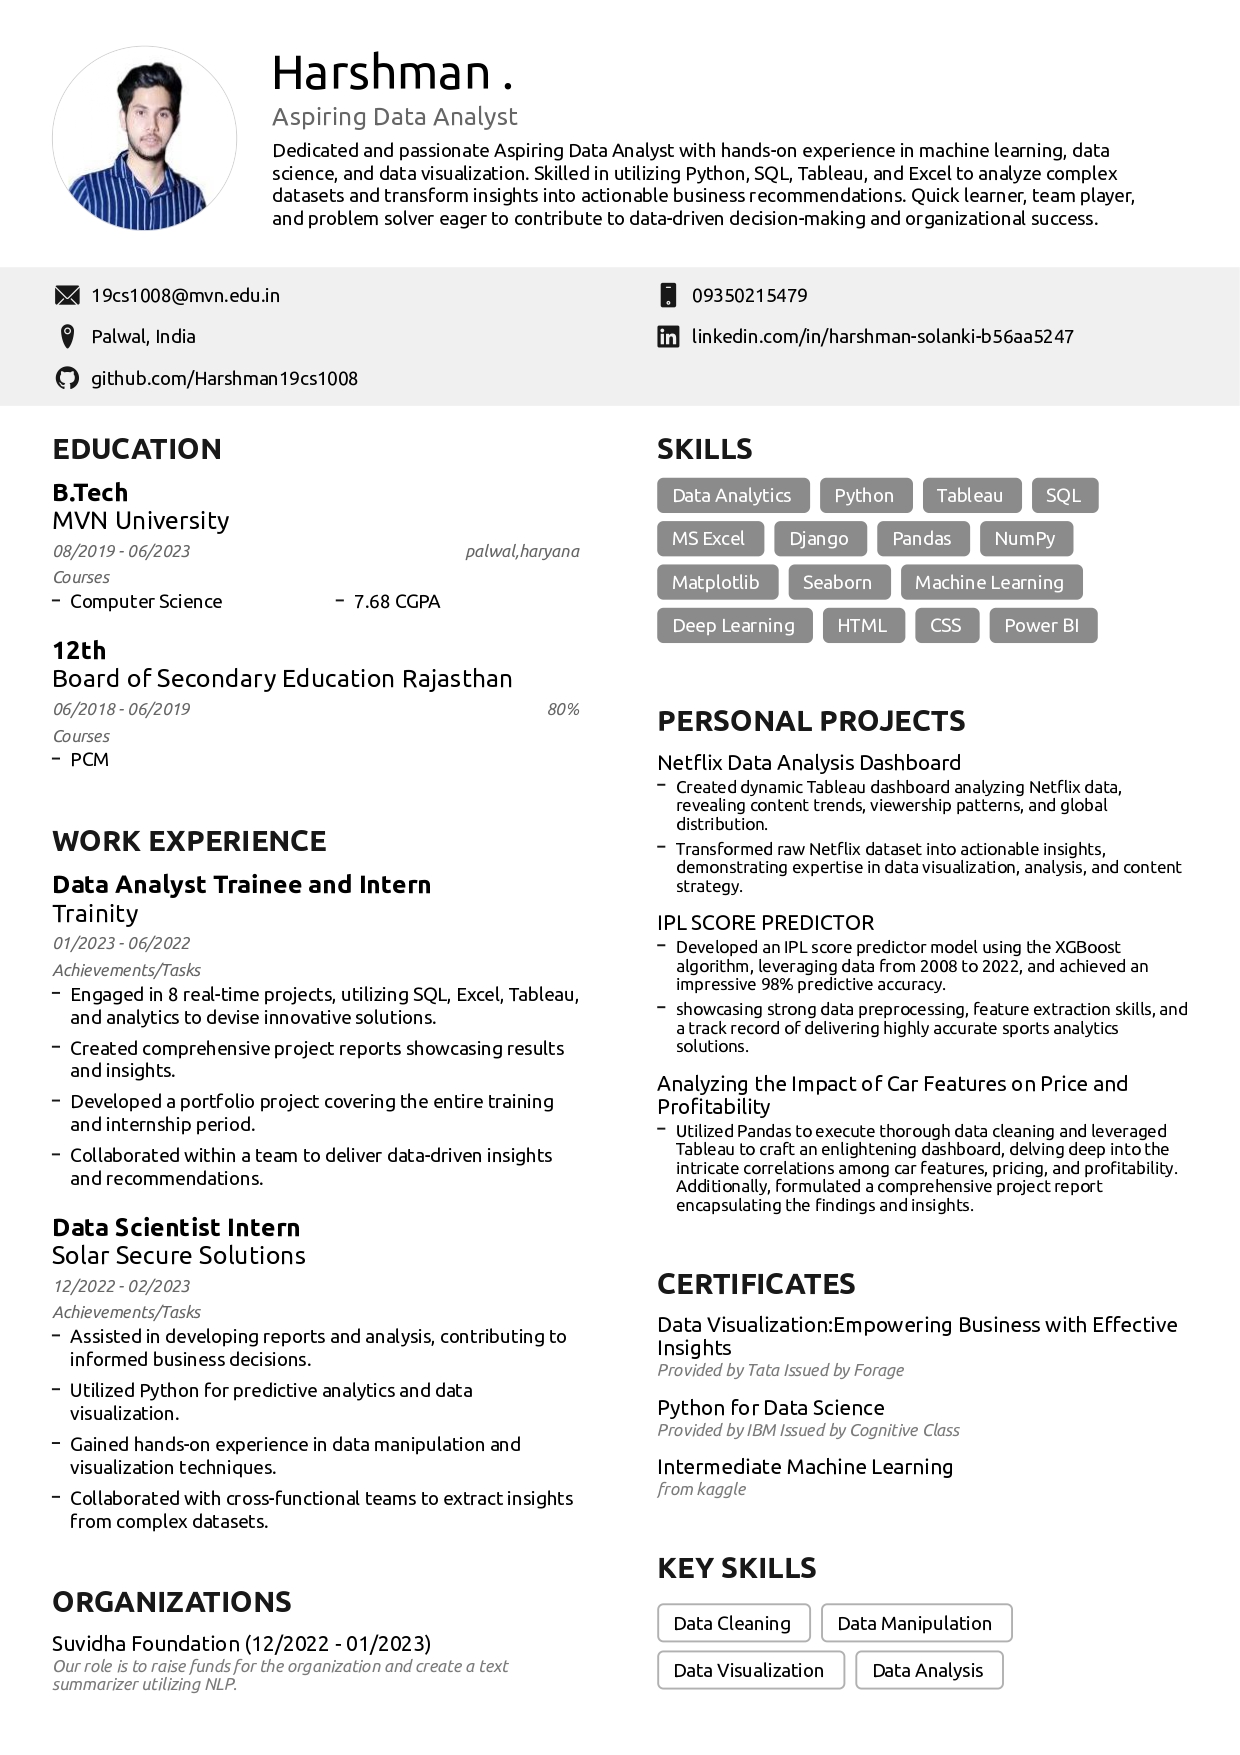 Harshman .
Aspiring Data Analyst
Dedicated and passionate Aspiring Data Analyst with hands-on experience in machine learning, data
science, and data visualization. Skilled in utilizing Python, SQL, Tableau, and Excel to analyze complex
datasets and transform insights into actionable business recommendations. Quick learner, team player,
and problem solver eager to contribute to data-driven decision-making and organizational success.
19cs1008@mvn.edu.in
09350215479
Palwal, India
linkedin.com/in/harshman-solanki-b56aa5247
github.com/Harshman19cs1008
EDUCATION
B.Tech
MVN University
08/2019 - 06/2023 palwal,haryana
Courses
– Computer Science – 7.68 CGPA
12th
Board of Secondary Education Rajasthan
06/2018 - 06/2019 80%
Courses
– PCM
WORK EXPERIENCE
Data Analyst Trainee and Intern
Trainity
01/2023 - 06/2022
Achievements/Tasks
– Engaged in 8 real-time projects, utilizing SQL, Excel, Tableau,
and analytics to devise innovative solutions.
– Created comprehensive project reports showcasing results
and insights.
– Developed a portfolio project covering the entire training
and internship period.
– Collaborated within a team to deliver data-driven insights
and recommendations.
Data Scientist Intern
Solar Secure Solutions
12/2022 - 02/2023
Achievements/Tasks
– Assisted in developing reports and analysis, contributing to
informed business decisions.
– Utilized Python for predictive analytics and data
visualization.
– Gained hands-on experience in data manipulation and
visualization techniques.
– Collaborated with cross-functional teams to extract insights
from complex datasets.
ORGANIZATIONS
Suvidha Foundation (12/2022 - 01/2023)
Our role is to raise funds for the organization and create a text
summarizer utilizing NLP.
SKILLS
Data Analytics Python Tableau SQL
MS Excel Django Pandas NumPy
Matplotlib Seaborn Machine Learning
Deep Learning HTML CSS Power BI
PERSONAL PROJECTS
Netflix Data Analysis Dashboard
– Created dynamic Tableau dashboard analyzing Netflix data,
revealing content trends, viewership patterns, and global
distribution.
– Transformed raw Netflix dataset into actionable insights,
demonstrating expertise in data visualization, analysis, and content
strategy.
IPL SCORE PREDICTOR
– Developed an IPL score predictor model using the XGBoost
algorithm, leveraging data from 2008 to 2022, and achieved an
impressive 98% predictive accuracy.
– showcasing strong data preprocessing, feature extraction skills, and
a track record of delivering highly accurate sports analytics
solutions.
Analyzing the Impact of Car Features on Price and
Profitability
– Utilized Pandas to execute thorough data cleaning and leveraged
Tableau to craft an enlightening dashboard, delving deep into the
intricate correlations among car features, pricing, and profitability.
Additionally, formulated a comprehensive project report
encapsulating the findings and insights.
CERTIFICATES
Data Visualization:Empowering Business with Effective
Insights
Provided by Tata Issued by Forage
Python for Data Science
Provided by IBM Issued by Cognitive Class
Intermediate Machine Learning
from kaggle
KEY SKILLS
Data Cleaning Data Manipulation
Data Visualization Data Analysis